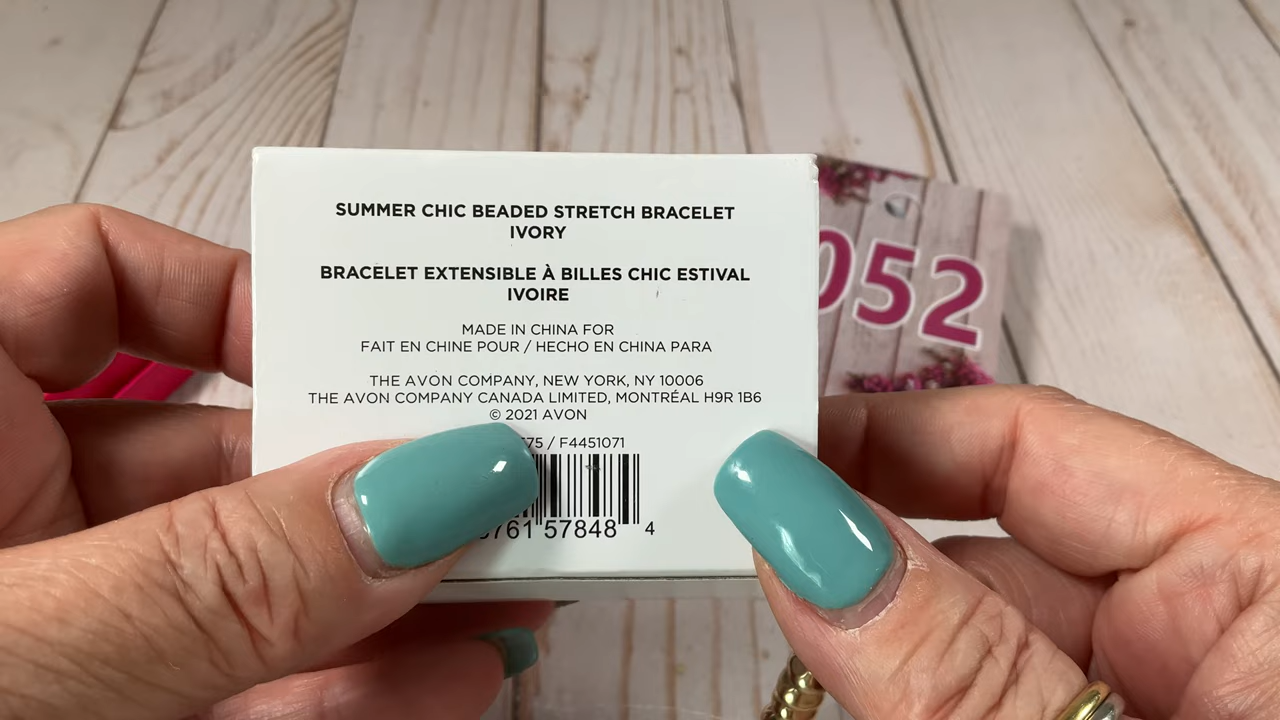 SUMMER CHIC BEADED STRETCH BRACELET
IVORY
BRACELET EXTENSIBLE À BILLES CHIC ESTIVAL
IVOIRE
MADE IN CHINA FOR
FAIT EN CHINE POUR / HECHO EN CHINA PARA
THE AVON COMPANY, NEW YORK, NY 10006
THE AVON COMPANY CANADA LIMITED, MONTRÉAL H9R 1B6
© 2021 AVON
75 / F4451071
761 57848 4
052